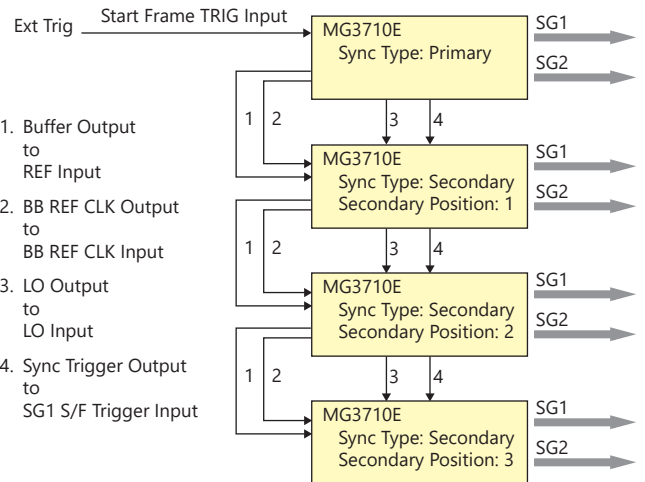 Ext Trig
Start Frame TRIG Input
MG3710E
Sync Type: Primary
SG1
SG2
1
2
3
4
1. Buffer Output
to
REF Input
2. BB REF CLK Output
to
BB REF CLK Input
3. LO Output
to
LO Input
4. Sync Trigger Output
to
SG1 S/F Trigger Input
MG3710E
Sync Type: Secondary
Secondary Position: 1
SG1
SG2
1
2
3
4
MG3710E
Sync Type: Secondary
Secondary Position: 2
SG1
SG2
1
2
3
4
MG3710E
Sync Type: Secondary
Secondary Position: 3
SG1
SG2